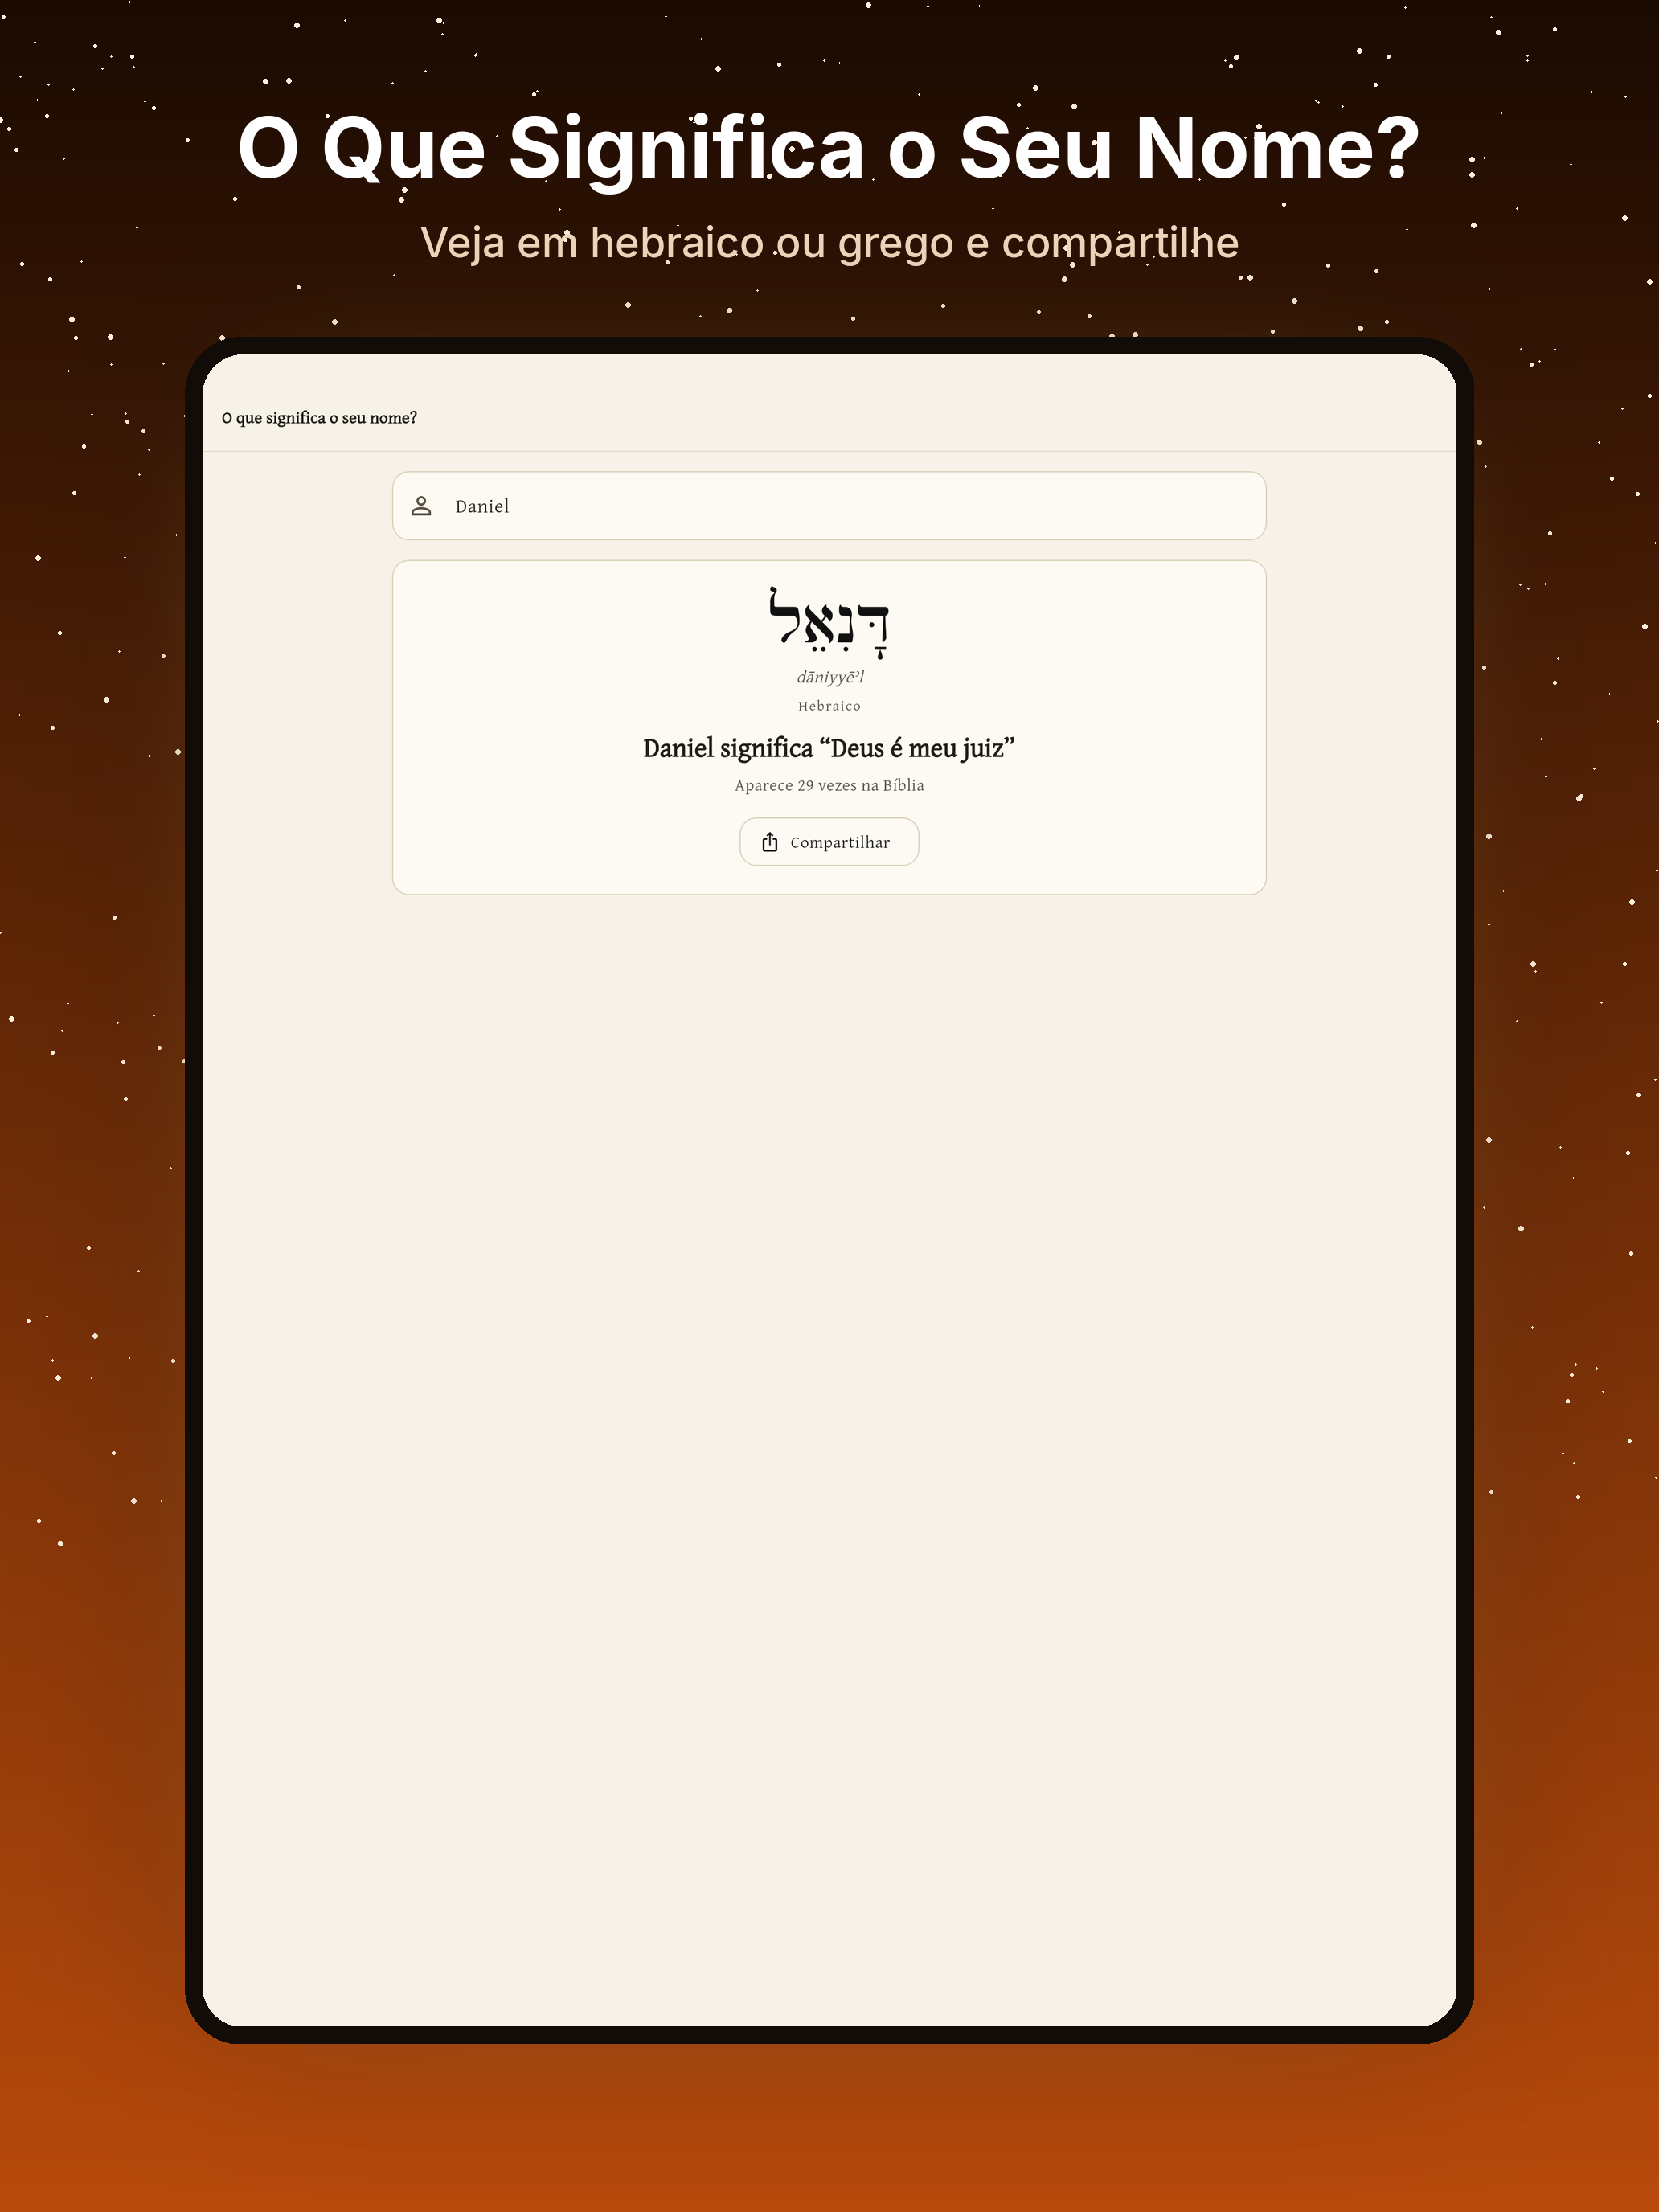 O Que Significa o Seu Nome?
Veja em hebraico ou grego e compartilhe
O que significa o seu nome?
Daniel
דָּנִאֵל
dāniyyēʾl
Hebraico
Daniel significa “Deus é meu juiz”
Aparece 29 vezes na Bíblia
Compartilhar